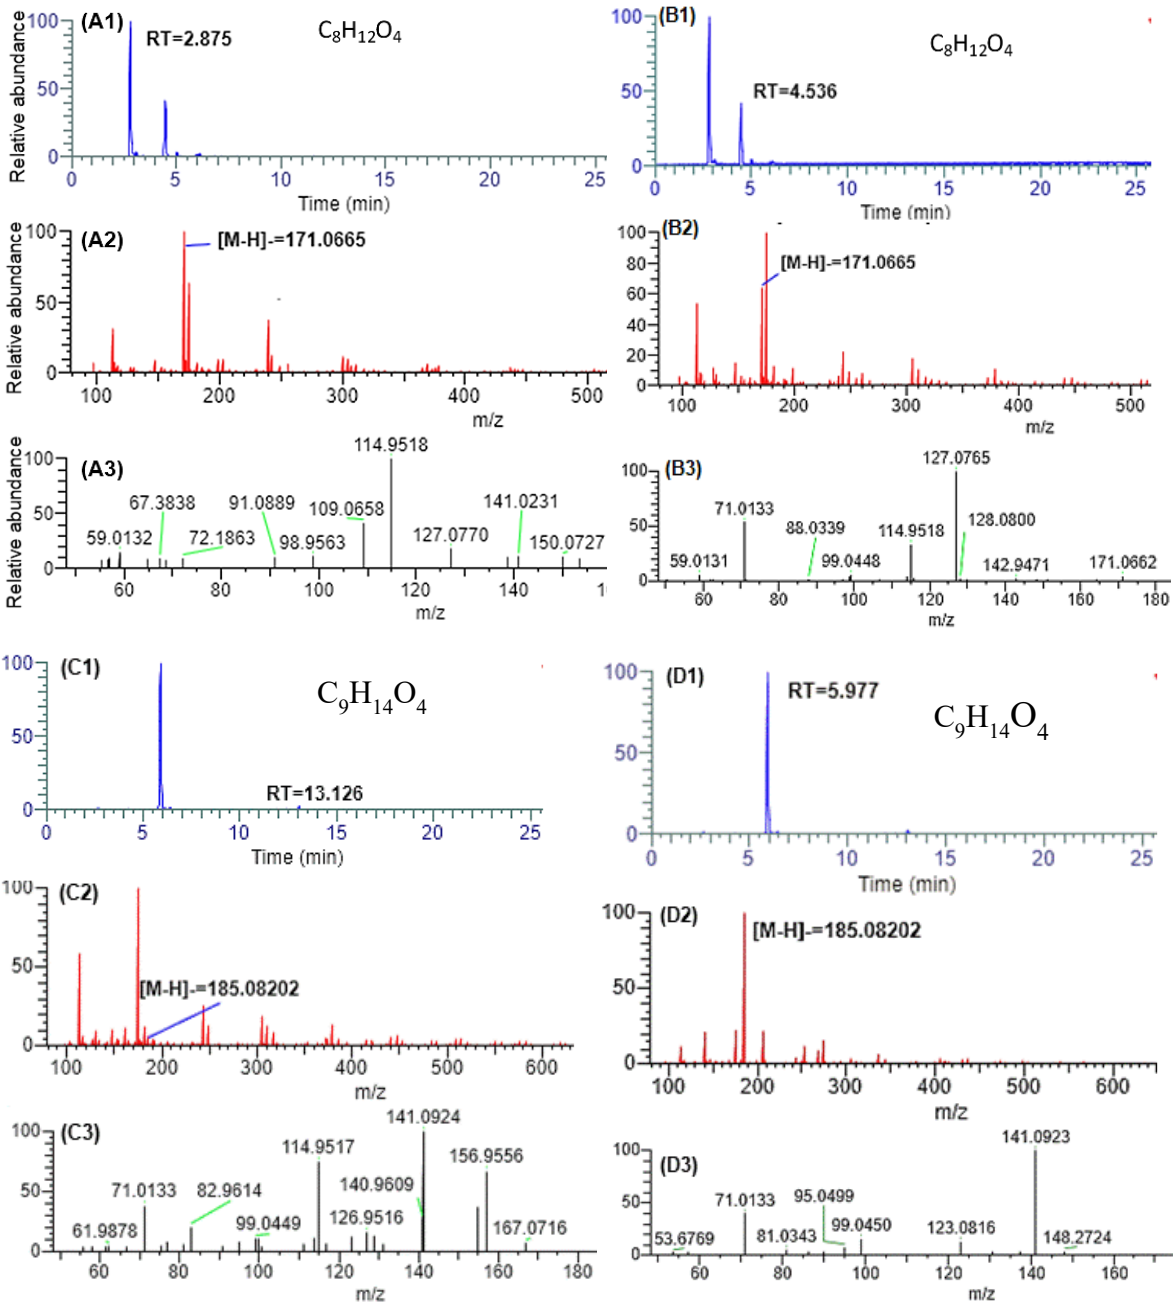 (A1)
RT=2.875
C₈H₁₂O₄
Relative abundance
100
50
0
0 5 10 15 20 25
Time (min)
(B1)
C₈H₁₂O₄
RT=4.536
100
50
0
0 5 10 15 20 25
Time (min)
(A2)
[M-H]-=171.0665
Relative abundance
100
50
0
100 200 300 400 500
m/z
(B2)
[M-H]-=171.0665
100
80
60
40
20
0
100 200 300 400 500
m/z
(A3)
Relative abundance
100
50
0
114.9518
67.3838
91.0889
109.0658
141.0231
59.0132
72.1863
98.9563
127.0770
150.0727
60 80 100 120 140
m/z
(B3)
100
50
0
127.0765
71.0133
88.0339
114.9518
128.0800
59.0131
99.0448
142.9471
171.0662
60 80 100 120 140 160 180
m/z
(C1)
C₉H₁₄O₄
RT=13.126
100
50
0
0 5 10 15 20 25
Time (min)
(D1)
RT=5.977
C₉H₁₄O₄
100
50
0
0 5 10 15 20 25
Time (min)
(C2)
[M-H]-=185.08202
100
50
0
100 200 300 400 500 600
m/z
(D2)
[M-H]-=185.08202
100
50
0
100 200 300 400 500 600
m/z
(C3)
100
50
0
141.0924
114.9517
156.9556
71.0133
82.9614
140.9609
61.9878
99.0449
126.9516
167.0716
60 80 100 120 140 160 180
m/z
(D3)
100
50
0
141.0923
71.0133
95.0499
53.6769
81.0343
99.0450
123.0816
148.2724
60 80 100 120 140 160
m/z